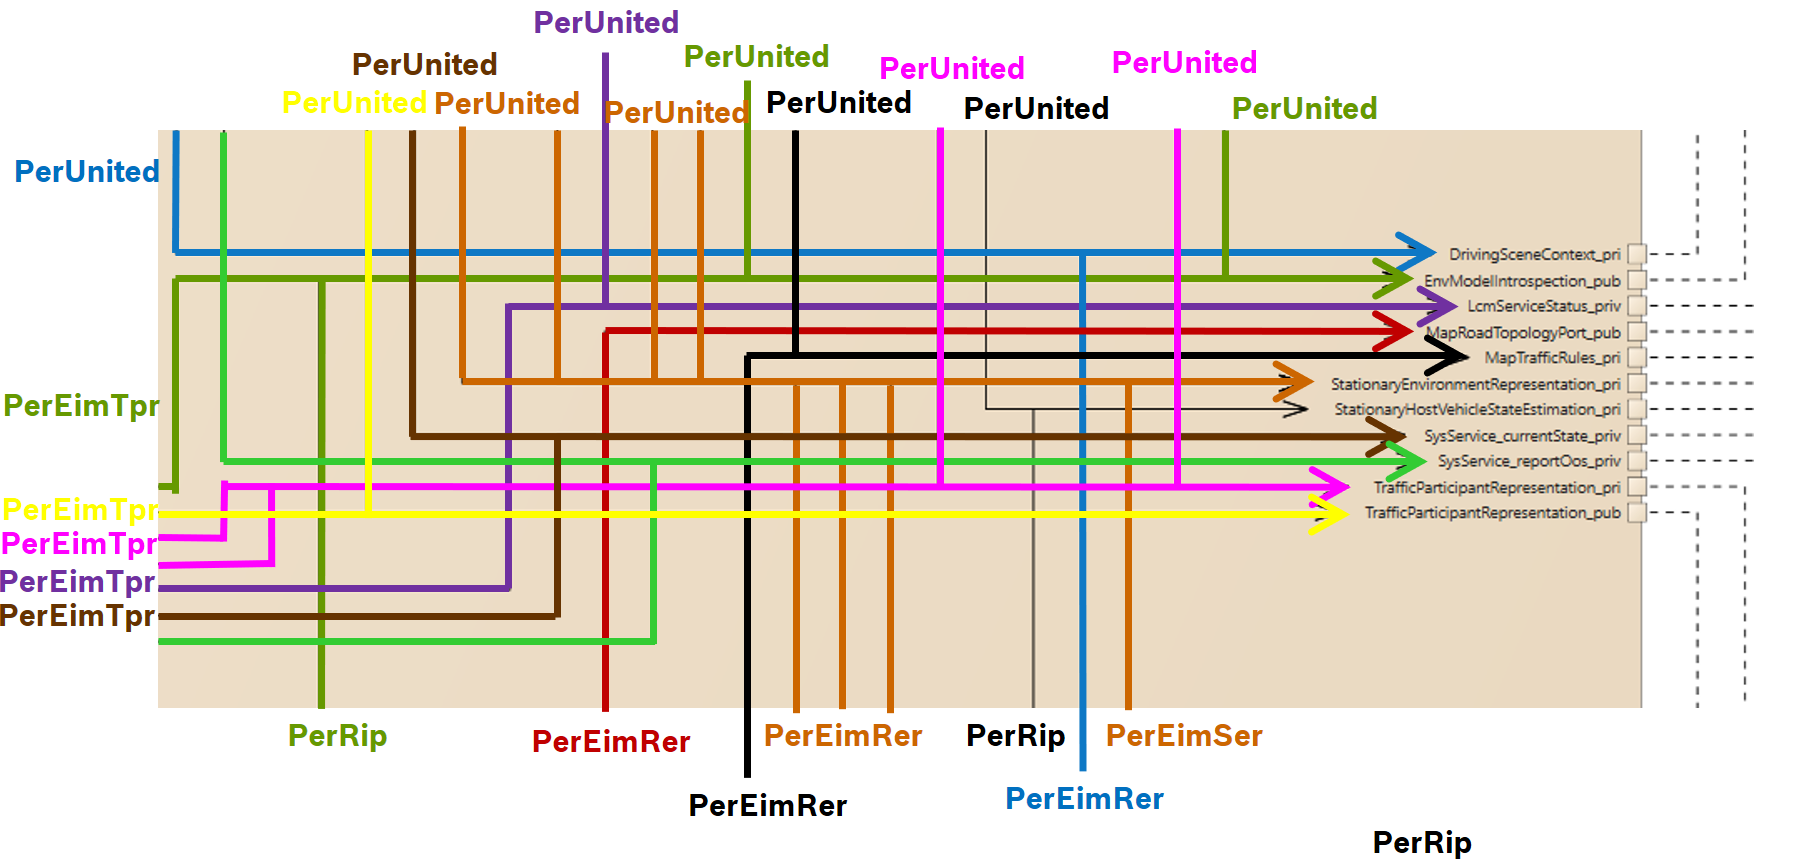 PerUnited
PerUnited
PerUnited
PerUnited
PerUnited
PerUnited
PerUnited
PerUnited
PerUnited
PerUnited
PerUnited
PerUnited
PerUnited
DrivingSceneContext_pri
EnvModelIntrospection_pub
LcmServiceStatus_priv
MapRoadTopologyPort_pub
MapTrafficRules_pri
StationaryEnvironmentRepresentation_pri
PerEimTpr
StationaryHostVehicleStateEstimation_pri
SysService_currentState_priv
SysService_reportOos_priv
TrafficParticipantRepresentation_pri
PerEimTpr
TrafficParticipantRepresentation_pub
PerEimTpr
PerEimTpr
PerEimTpr
PerRip
PerEimRer
PerEimRer
PerRip
PerEimSer
PerEimRer
PerEimRer
PerRip